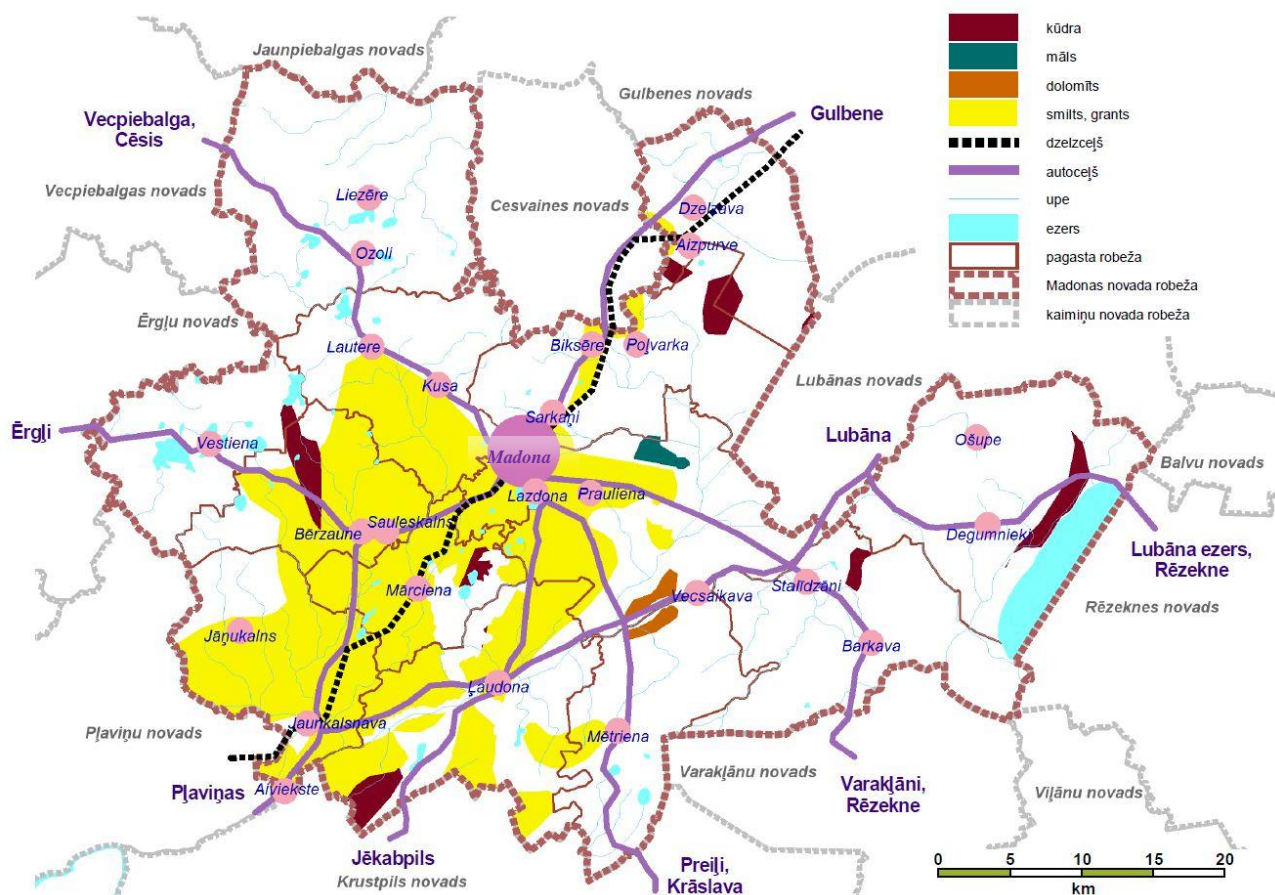 Jaunpiebalgas novads
Gulbenes novads
Gulbene
Vecpiebalga,
Cēsis
Vecpiebalgas novads
Liezēre
Cesvaines novads
Dzelzava
Aizpurve
Ozoli
Ērgļu novads
Lautere
Biksēre
Poļvarka
Kusa
Lubānas novads
Sarkaņi
Ērgļi
Vestiena
Madona
Lubāna
Ošupe
Balvu novads
Lazdona
Prauliena
Bērzaune
Sauleskalns
Degumnieki
Lubāna ezers,
Rēzekne
Mārciena
Vecsaikava
Stalīdzāni
Rēzeknes novads
Jāņukalns
Barkava
Ļaudona
Jaunkalsnava
Mētriena
Pļaviņu novads
Varakļānu novads
Pļaviņas
Aiviekste
Varakļāni,
Rēzekne
Viļānu novads
Jēkabpils
Krustpils novads
Preiļi,
Krāslava
kūdra
māls
dolomīts
smilts, grants
dzelzceļš
autoceļš
upe
ezers
pagasta robeža
Madonas novada robeža
kaimiņu novada robeža
0 5 10 15 20
km